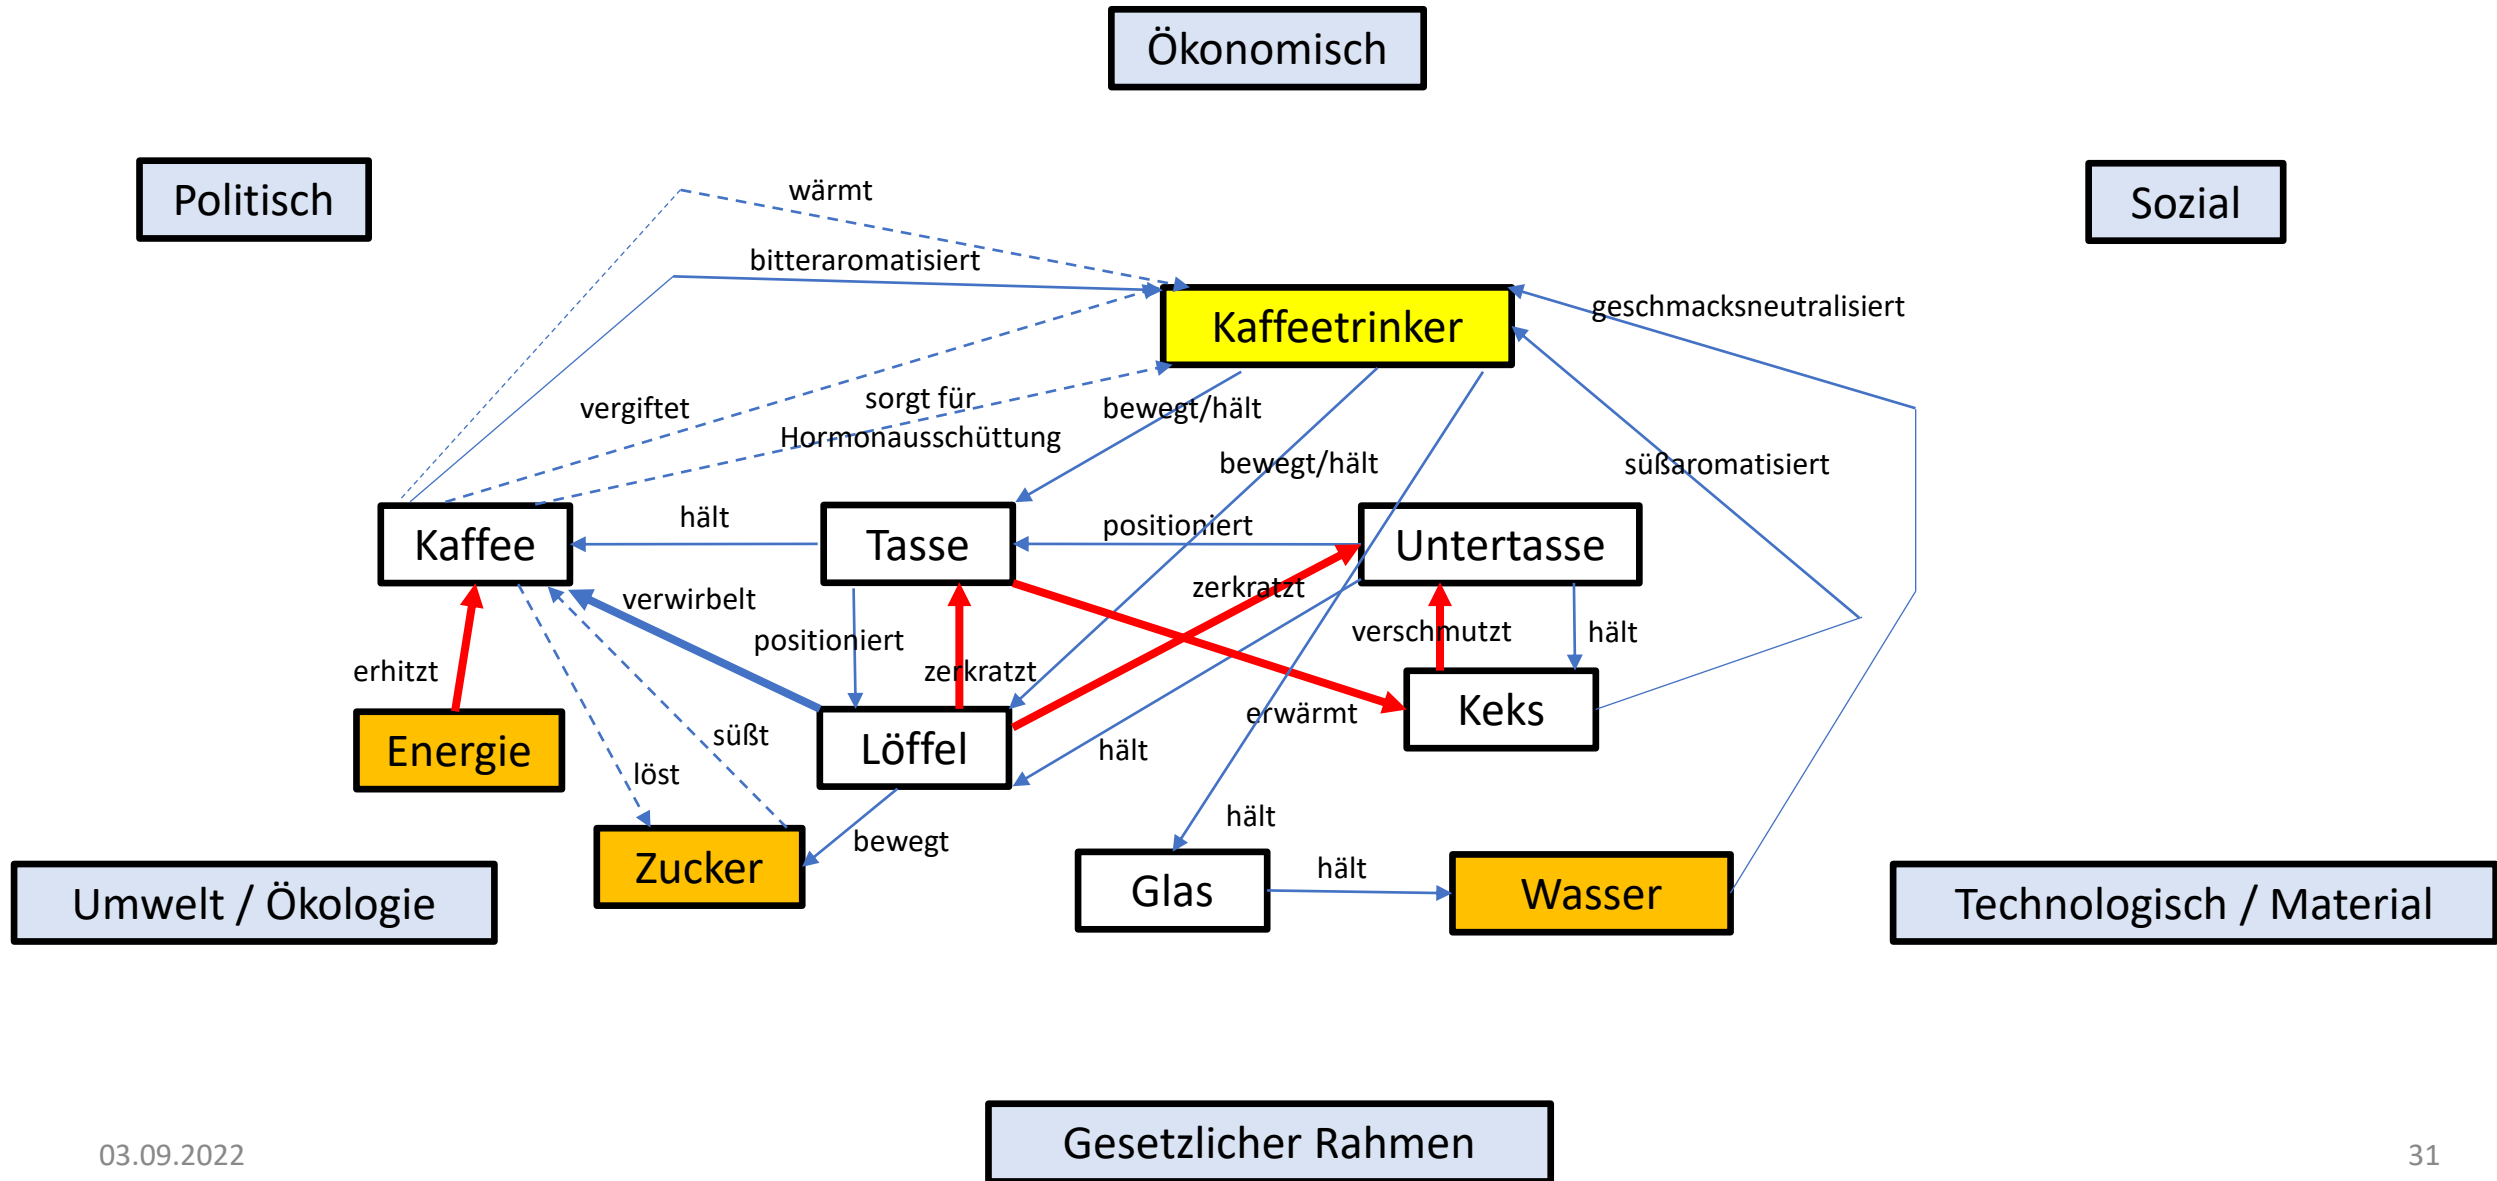 Ökonomisch
Politisch
Sozial
wärmt
bitteraromatisiert
geschmacksneutralisiert
Kaffeetrinker
vergiftet
sorgt für
Hormonausschüttung
bewegt/hält
bewegt/hält
süßaromatisiert
Kaffee
hält
Tasse
positioniert
Untertasse
verwirbelt
zerkratzt
positioniert
verschmutzt
hält
erhitzt
zerkratzt
Energie
süßt
Löffel
hält
erwärmt
Keks
löst
hält
Zucker
bewegt
Glas
hält
Wasser
Umwelt / Ökologie
Technologisch / Material
Gesetzlicher Rahmen
03.09.2022
31